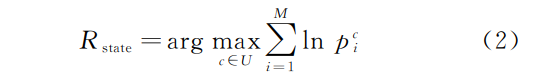 R_state = arg max_{c∈U} ∑_{i=1}^{M} ln p_i^c (2)